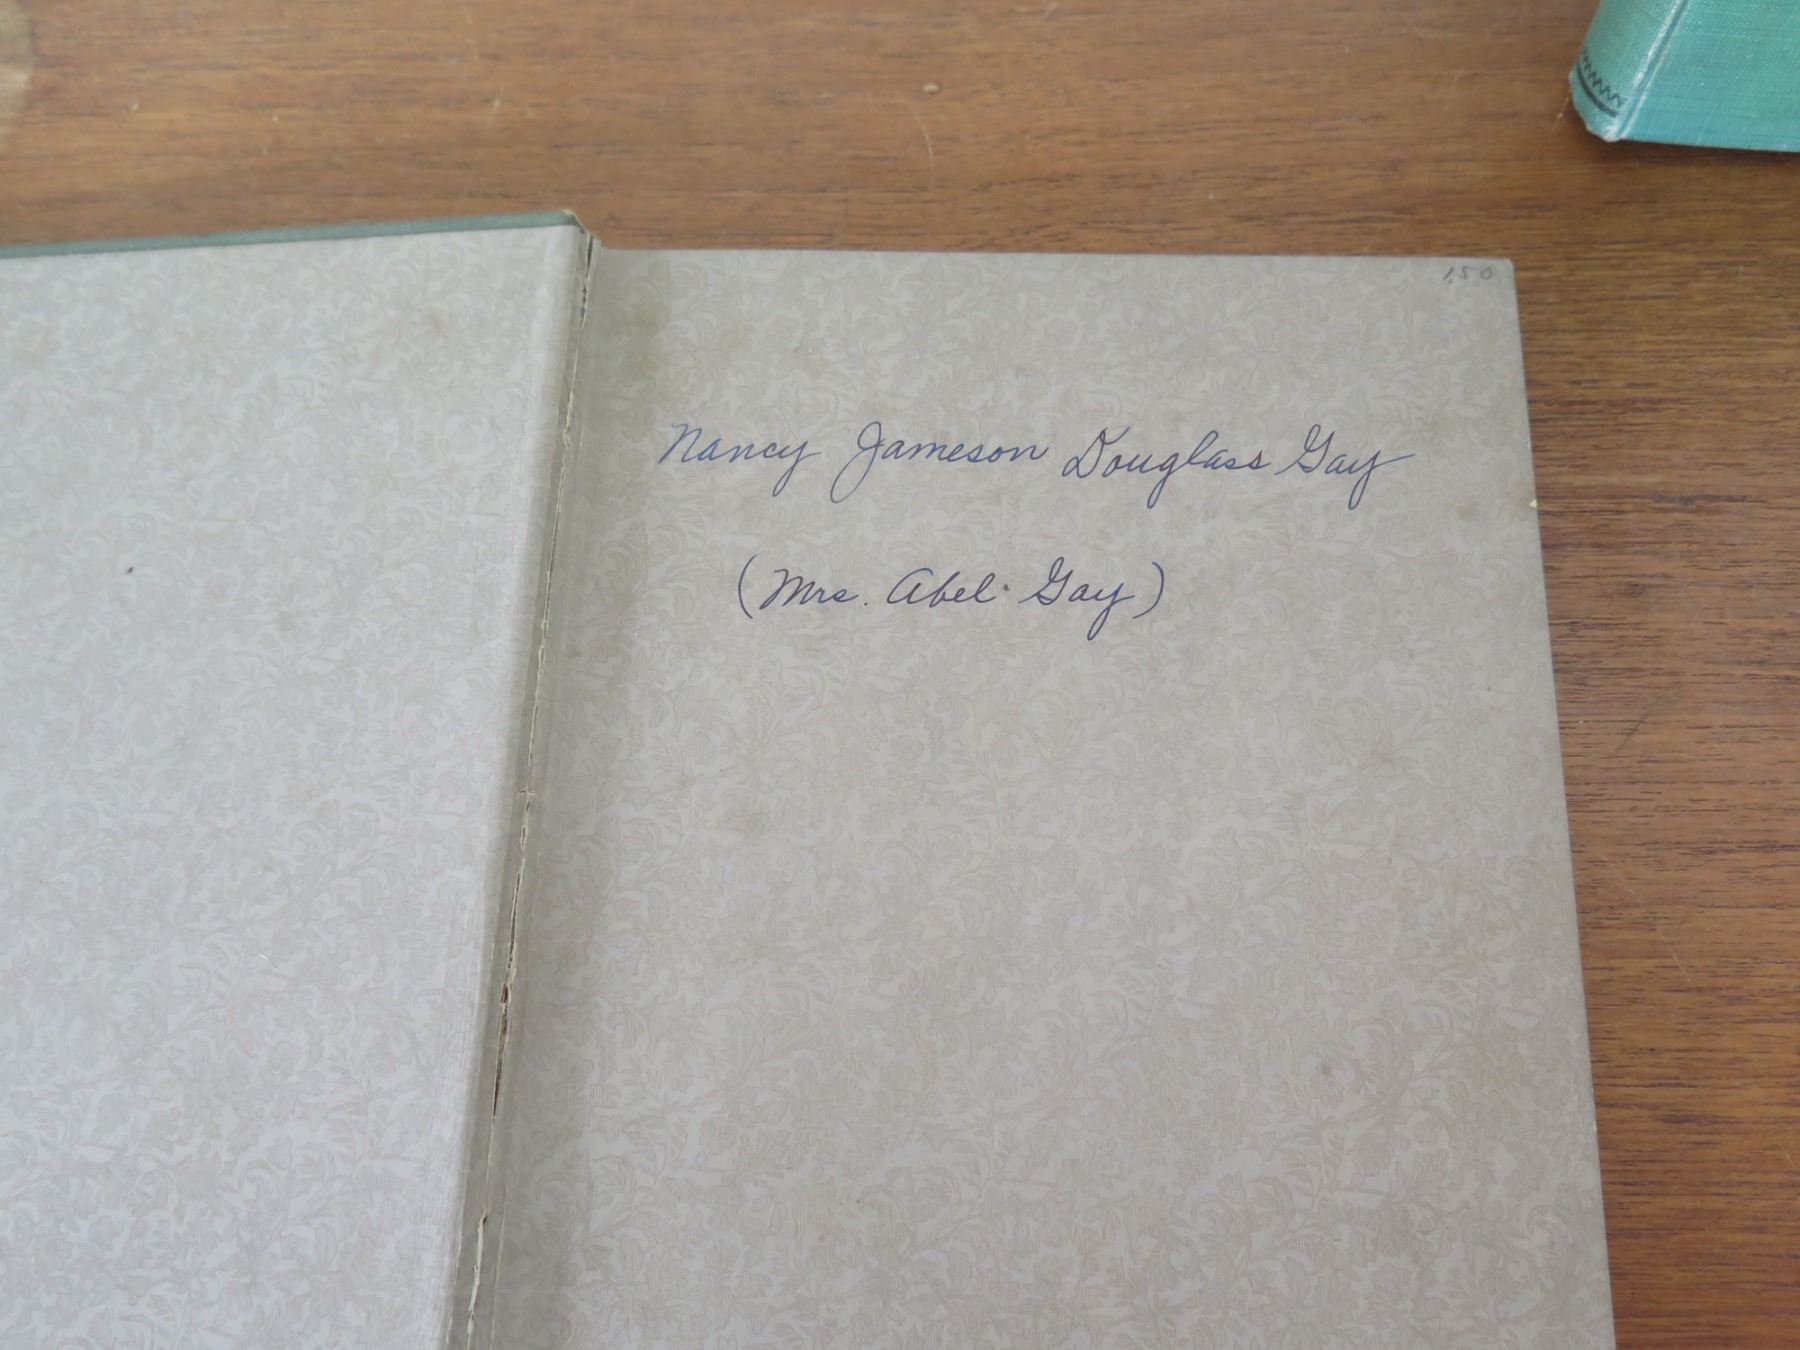 1.50
Nancy Jameson Douglass Gay
(Mrs. Abel Gay)